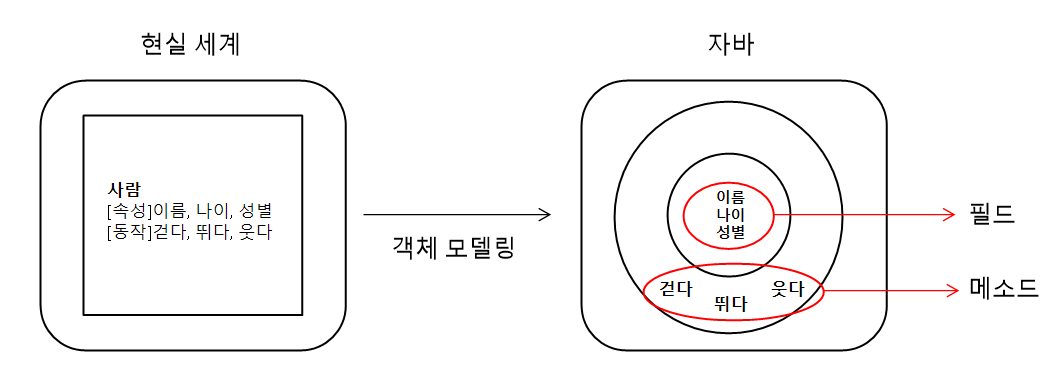 현실 세계
자바
사람
[속성]이름, 나이, 성별
[동작]걷다, 뛰다, 웃다
객체 모델링
이름
나이
성별
필드
걷다
뛰다
웃다
메소드